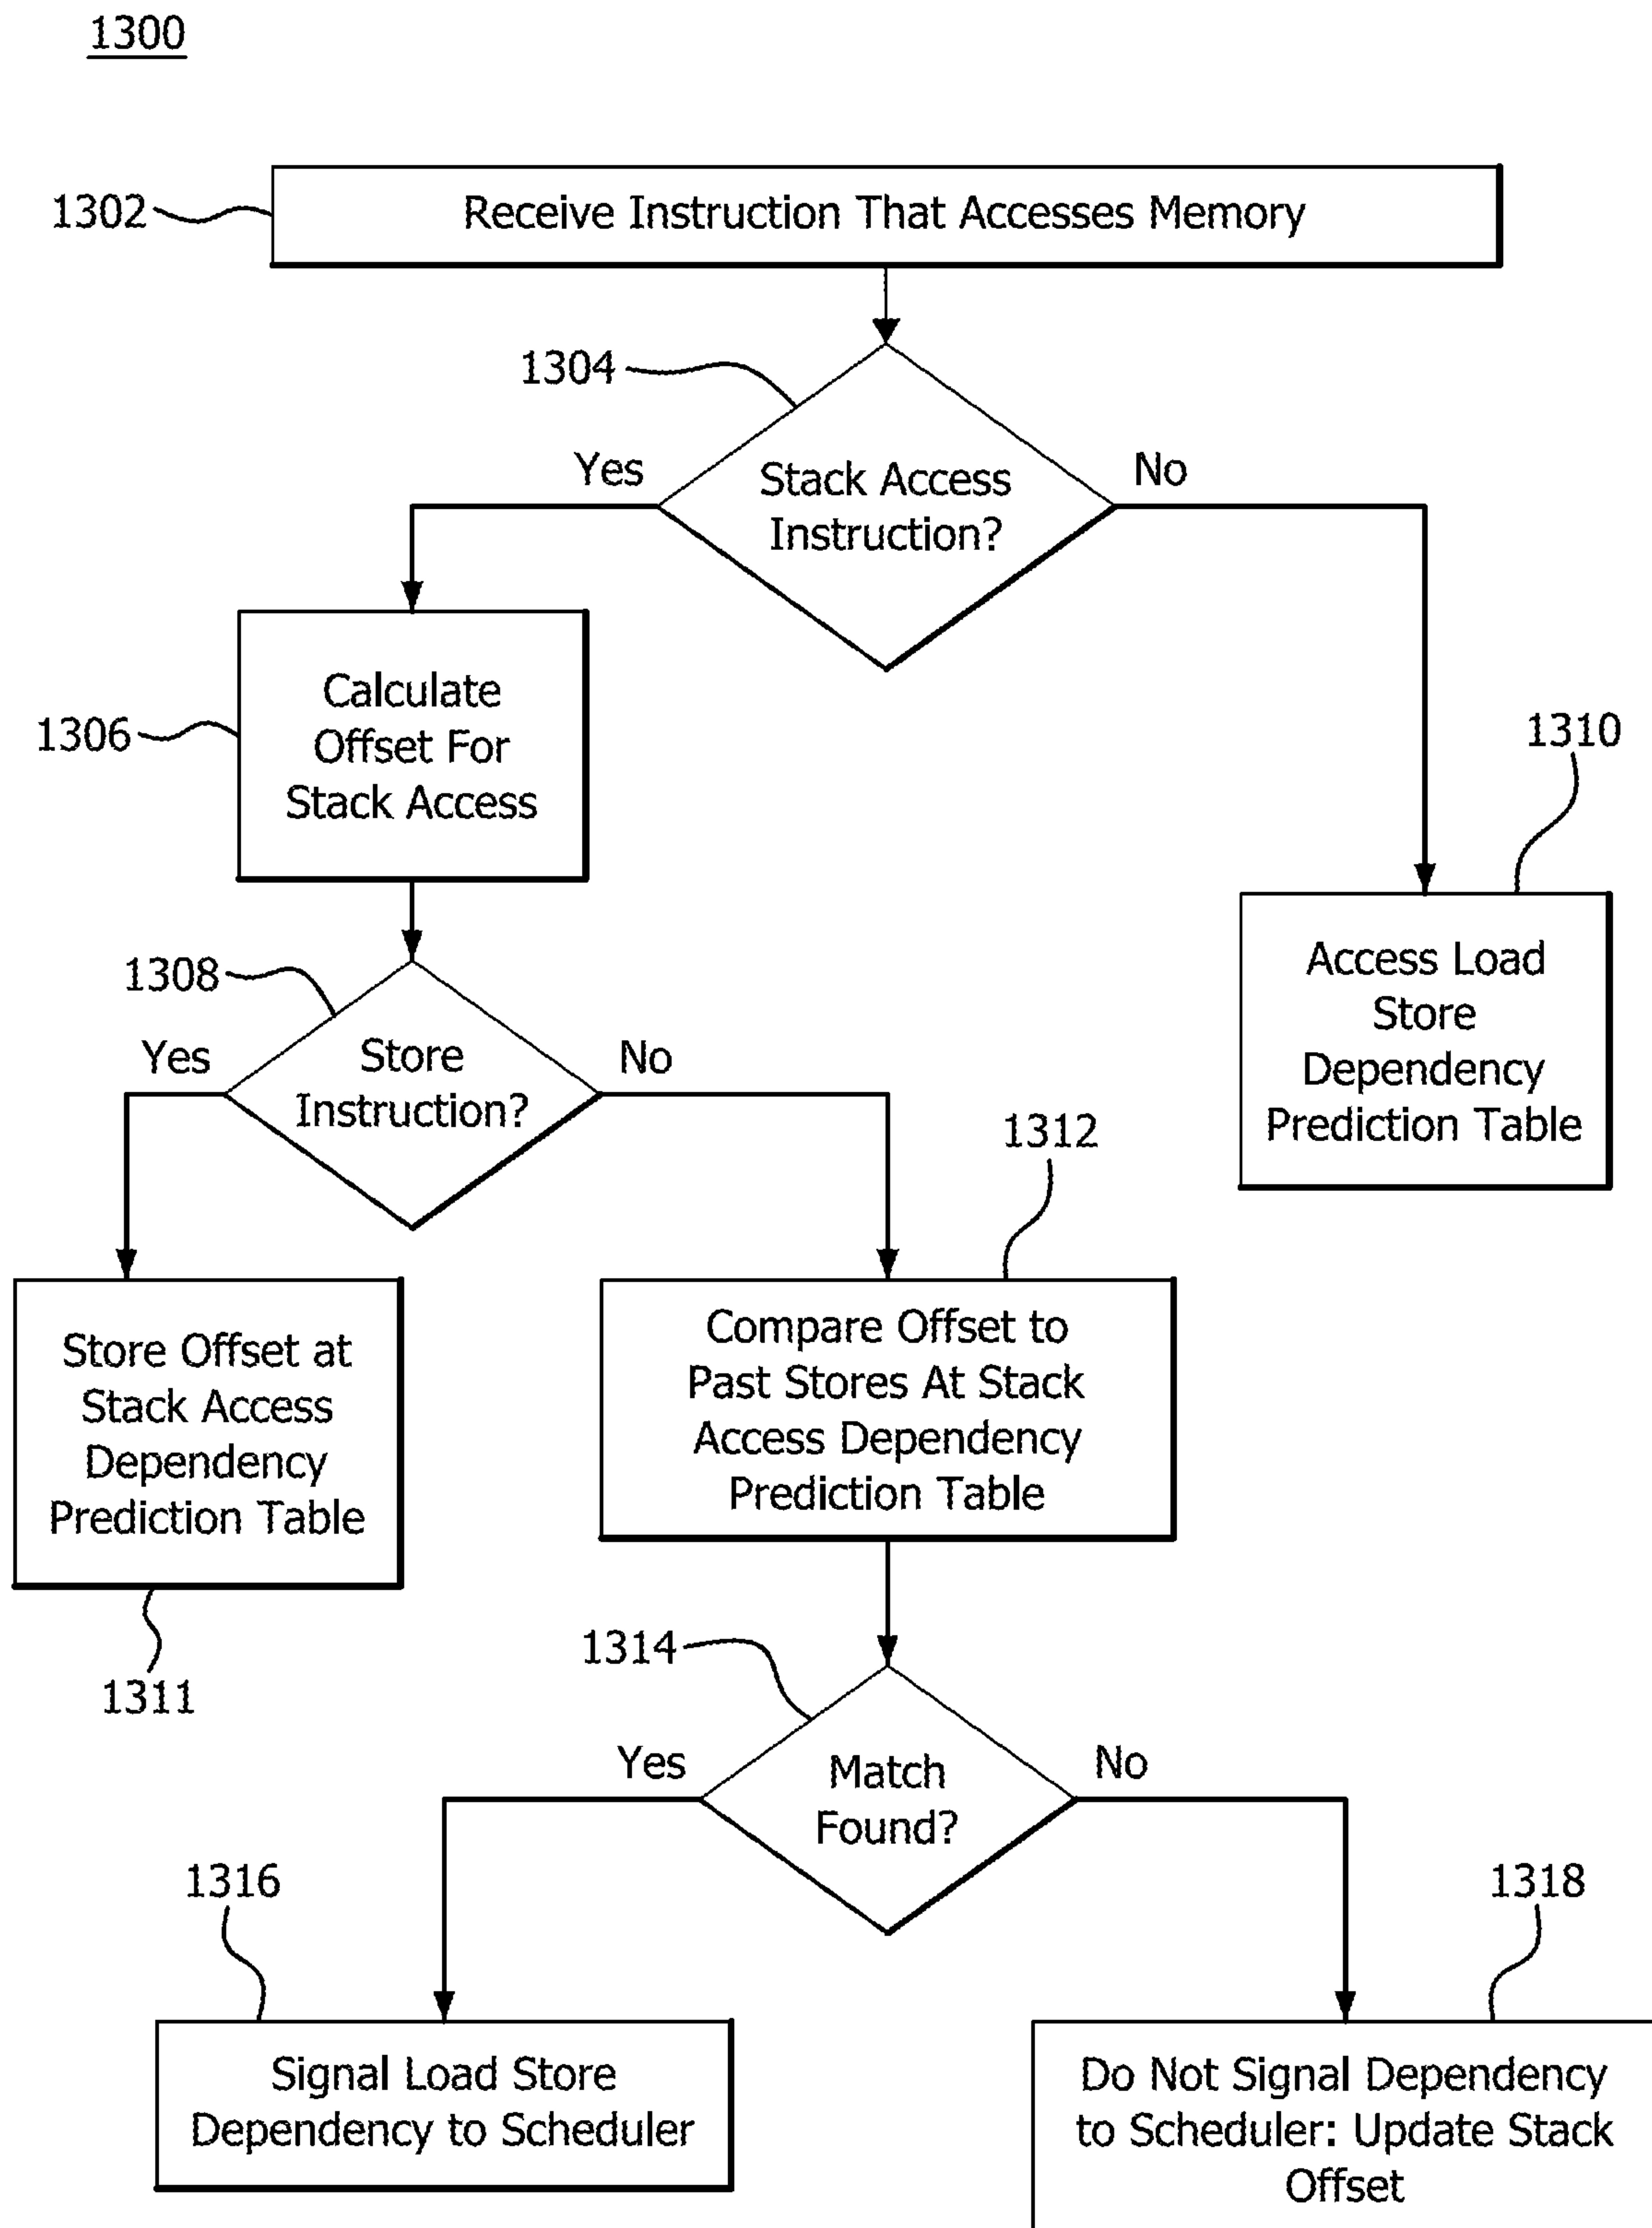 1300
1302
Receive Instruction That Accesses Memory
1304
Yes
Stack Access
Instruction?
No
1306
Calculate
Offset For
Stack Access
1310
Access Load
Store
Dependency
Prediction Table
1308
Yes
Store
Instruction?
No
1312
Store Offset at
Stack Access
Dependency
Prediction Table
1311
Compare Offset to
Past Stores At Stack
Access Dependency
Prediction Table
1314
Yes
Match
Found?
No
1316
Signal Load Store
Dependency to Scheduler
1318
Do Not Signal Dependency
to Scheduler: Update Stack
Offset